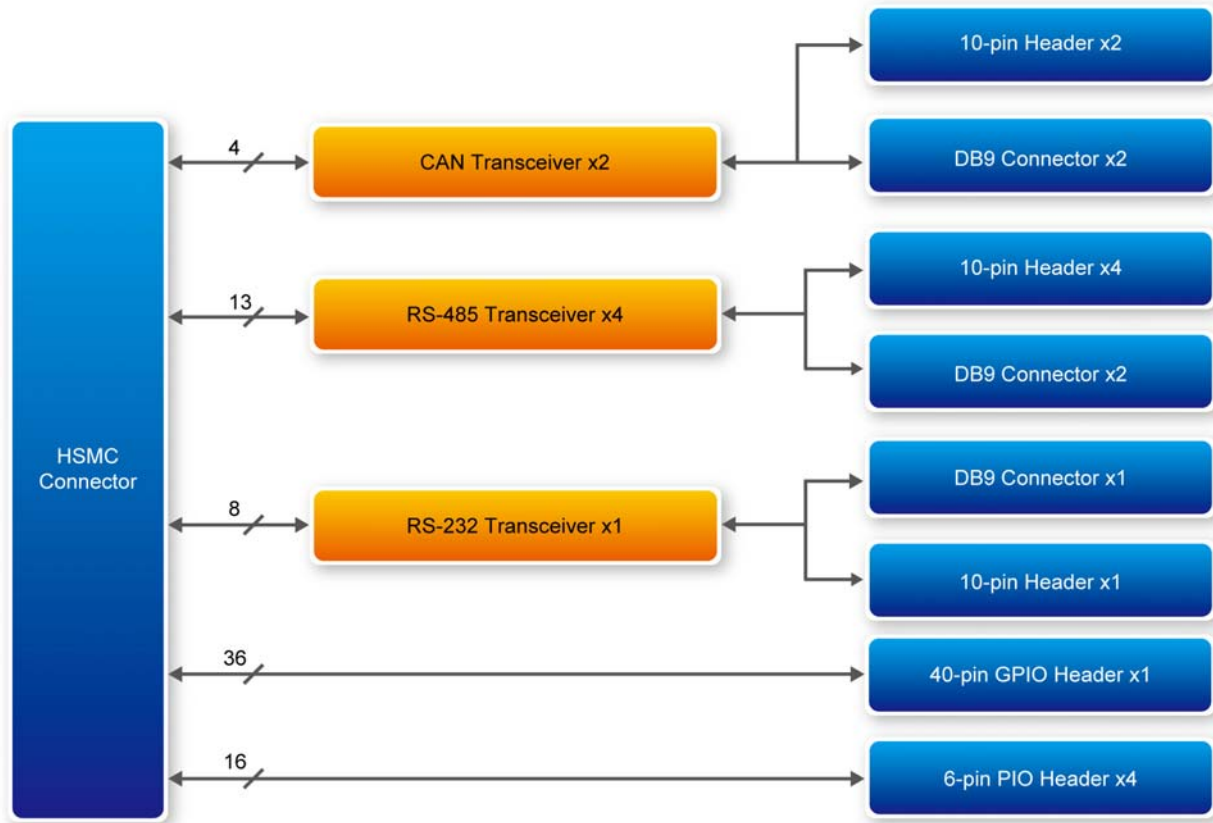 10-pin Header x2
4
CAN Transceiver x2
DB9 Connector x2
10-pin Header x4
13
RS-485 Transceiver x4
DB9 Connector x2
HSMC
Connector
DB9 Connector x1
8
RS-232 Transceiver x1
10-pin Header x1
36
40-pin GPIO Header x1
16
6-pin PIO Header x4